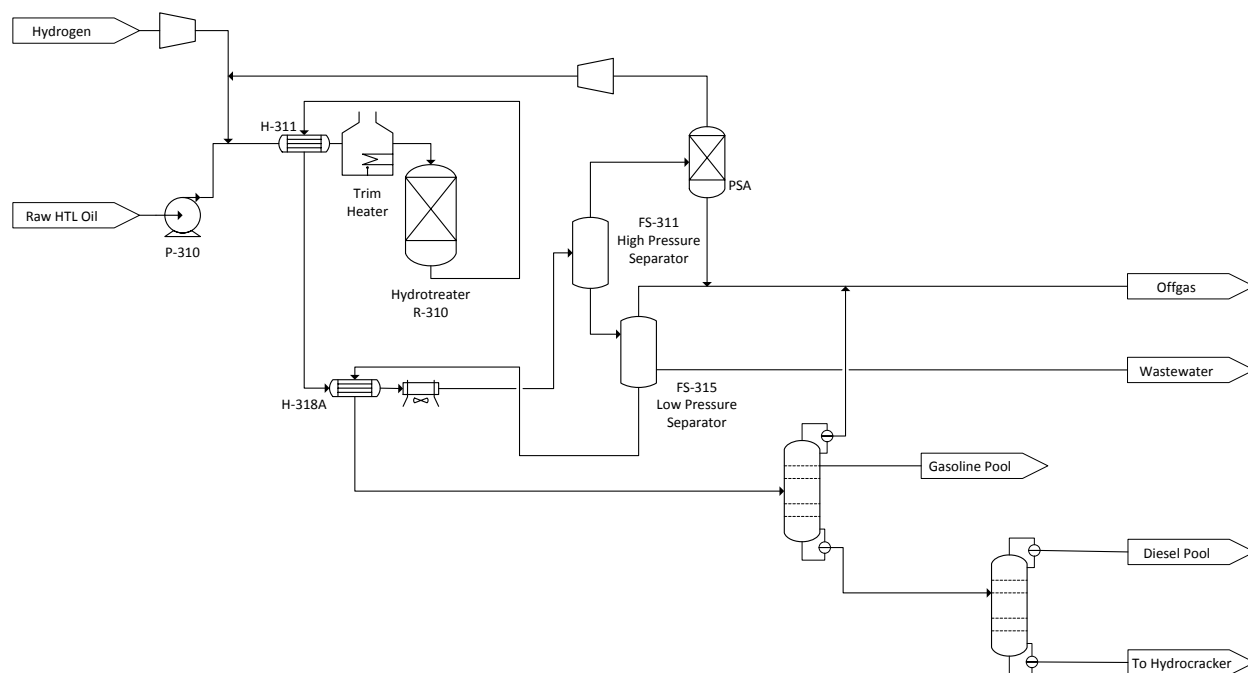 Hydrogen
H-311
Trim
Heater
PSA
Raw HTL Oil
P-310
FS-311
High Pressure
Separator
Hydrotreater
R-310
Offgas
H-318A
FS-315
Low Pressure
Separator
Wastewater
Gasoline Pool
Diesel Pool
To Hydrocracker